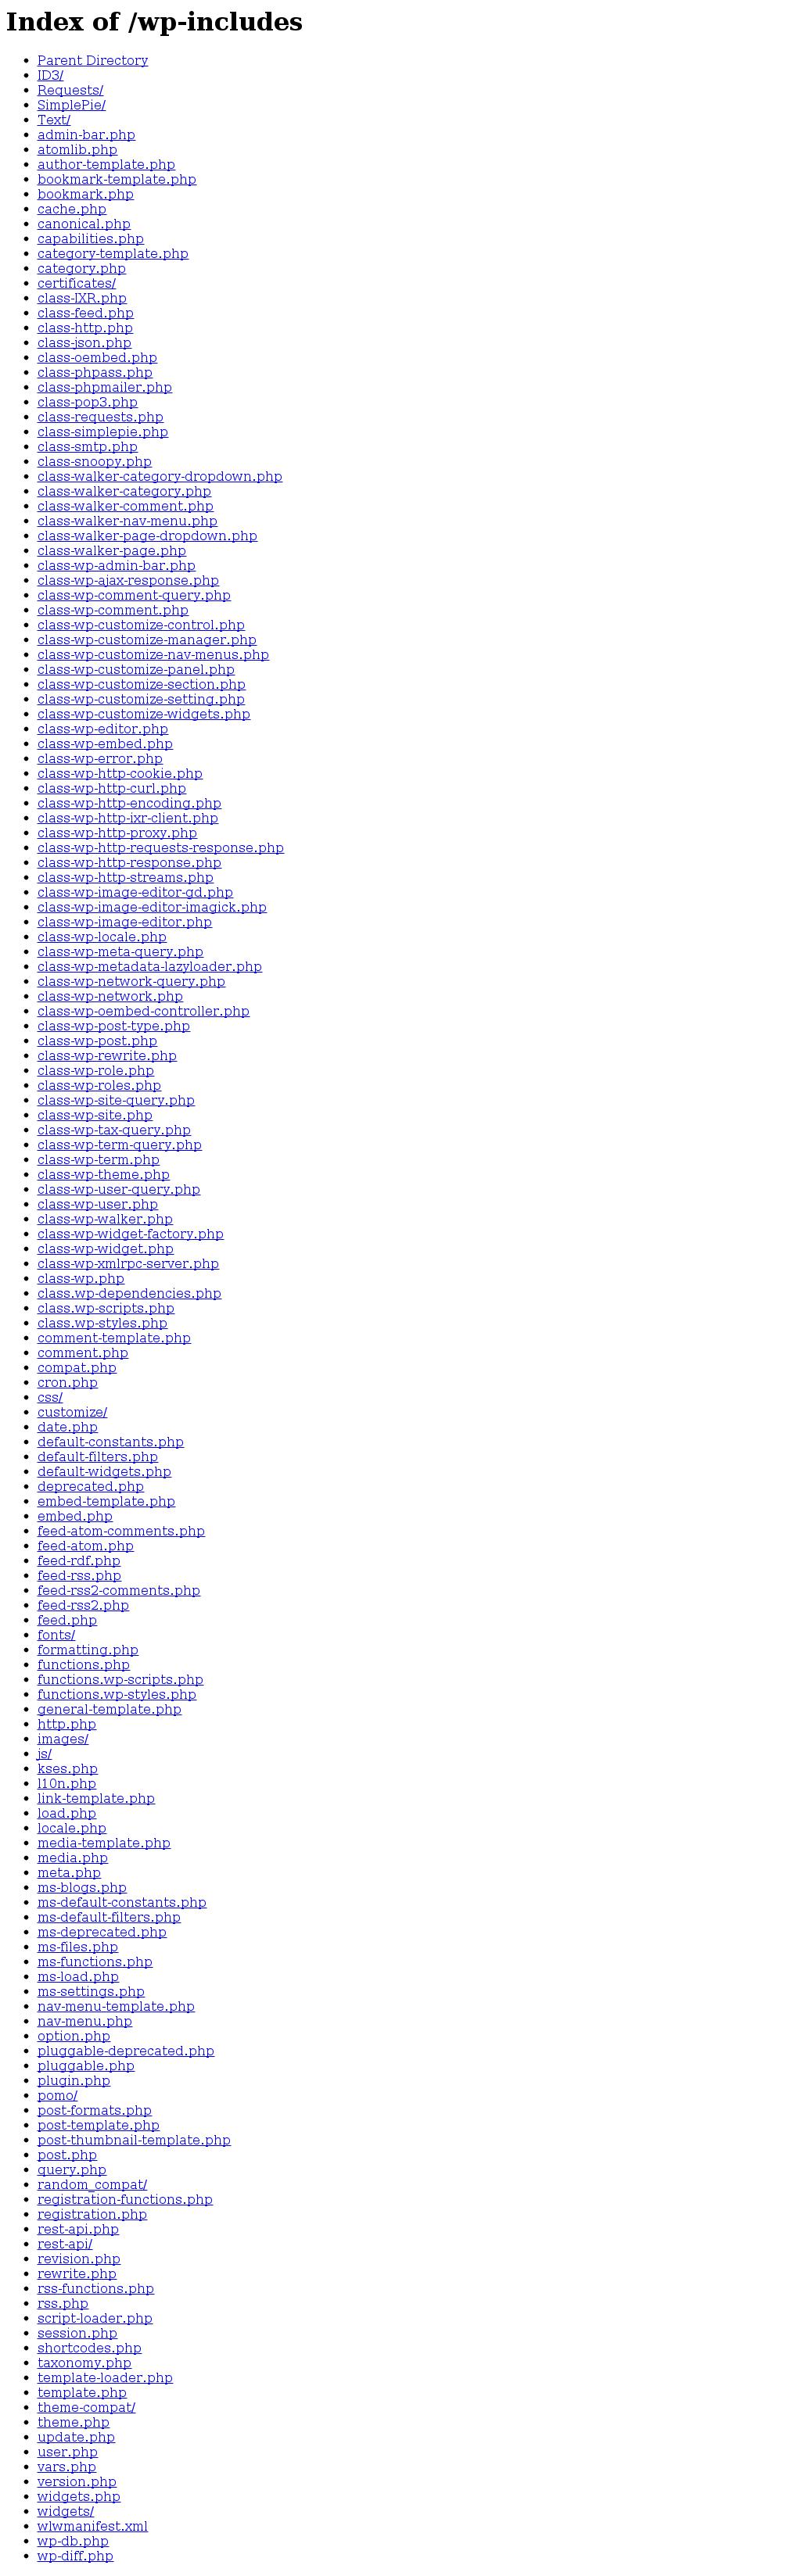 Index of /wp-includes
Parent Directory
ID3/
Requests/
SimplePie/
Text/
admin-bar.php
atomlib.php
author-template.php
bookmark-template.php
bookmark.php
cache.php
canonical.php
capabilities.php
category-template.php
category.php
certificates/
class-IXR.php
class-feed.php
class-http.php
class-json.php
class-oembed.php
class-phpass.php
class-phpmailer.php
class-pop3.php
class-requests.php
class-simplepie.php
class-smtp.php
class-snoopy.php
class-walker-category-dropdown.php
class-walker-category.php
class-walker-comment.php
class-walker-nav-menu.php
class-walker-page-dropdown.php
class-walker-page.php
class-wp-admin-bar.php
class-wp-ajax-response.php
class-wp-comment-query.php
class-wp-comment.php
class-wp-customize-control.php
class-wp-customize-manager.php
class-wp-customize-nav-menus.php
class-wp-customize-panel.php
class-wp-customize-section.php
class-wp-customize-setting.php
class-wp-customize-widgets.php
class-wp-editor.php
class-wp-embed.php
class-wp-error.php
class-wp-http-cookie.php
class-wp-http-curl.php
class-wp-http-encoding.php
class-wp-http-ixr-client.php
class-wp-http-proxy.php
class-wp-http-requests-response.php
class-wp-http-response.php
class-wp-http-streams.php
class-wp-image-editor-gd.php
class-wp-image-editor-imagick.php
class-wp-image-editor.php
class-wp-locale.php
class-wp-meta-query.php
class-wp-metadata-lazyloader.php
class-wp-network-query.php
class-wp-network.php
class-wp-oembed-controller.php
class-wp-post-type.php
class-wp-post.php
class-wp-rewrite.php
class-wp-role.php
class-wp-roles.php
class-wp-site-query.php
class-wp-site.php
class-wp-tax-query.php
class-wp-term-query.php
class-wp-term.php
class-wp-theme.php
class-wp-user-query.php
class-wp-user.php
class-wp-walker.php
class-wp-widget-factory.php
class-wp-widget.php
class-wp-xmlrpc-server.php
class-wp.php
class.wp-dependencies.php
class.wp-scripts.php
class.wp-styles.php
comment-template.php
comment.php
compat.php
cron.php
css/
customize/
date.php
default-constants.php
default-filters.php
default-widgets.php
deprecated.php
embed-template.php
embed.php
feed-atom-comments.php
feed-atom.php
feed-rdf.php
feed-rss.php
feed-rss2-comments.php
feed-rss2.php
feed.php
fonts/
formatting.php
functions.php
functions.wp-scripts.php
functions.wp-styles.php
general-template.php
http.php
images/
js/
kses.php
l10n.php
link-template.php
load.php
locale.php
media-template.php
media.php
meta.php
ms-blogs.php
ms-default-constants.php
ms-default-filters.php
ms-deprecated.php
ms-files.php
ms-functions.php
ms-load.php
ms-settings.php
nav-menu-template.php
nav-menu.php
option.php
pluggable-deprecated.php
pluggable.php
plugin.php
pomo/
post-formats.php
post-template.php
post-thumbnail-template.php
post.php
query.php
random_compat/
registration-functions.php
registration.php
rest-api.php
rest-api/
revision.php
rewrite.php
rss-functions.php
rss.php
script-loader.php
session.php
shortcodes.php
taxonomy.php
template-loader.php
template.php
theme-compat/
theme.php
update.php
user.php
vars.php
version.php
widgets.php
widgets/
wlwmanifest.xml
wp-db.php
wp-diff.php